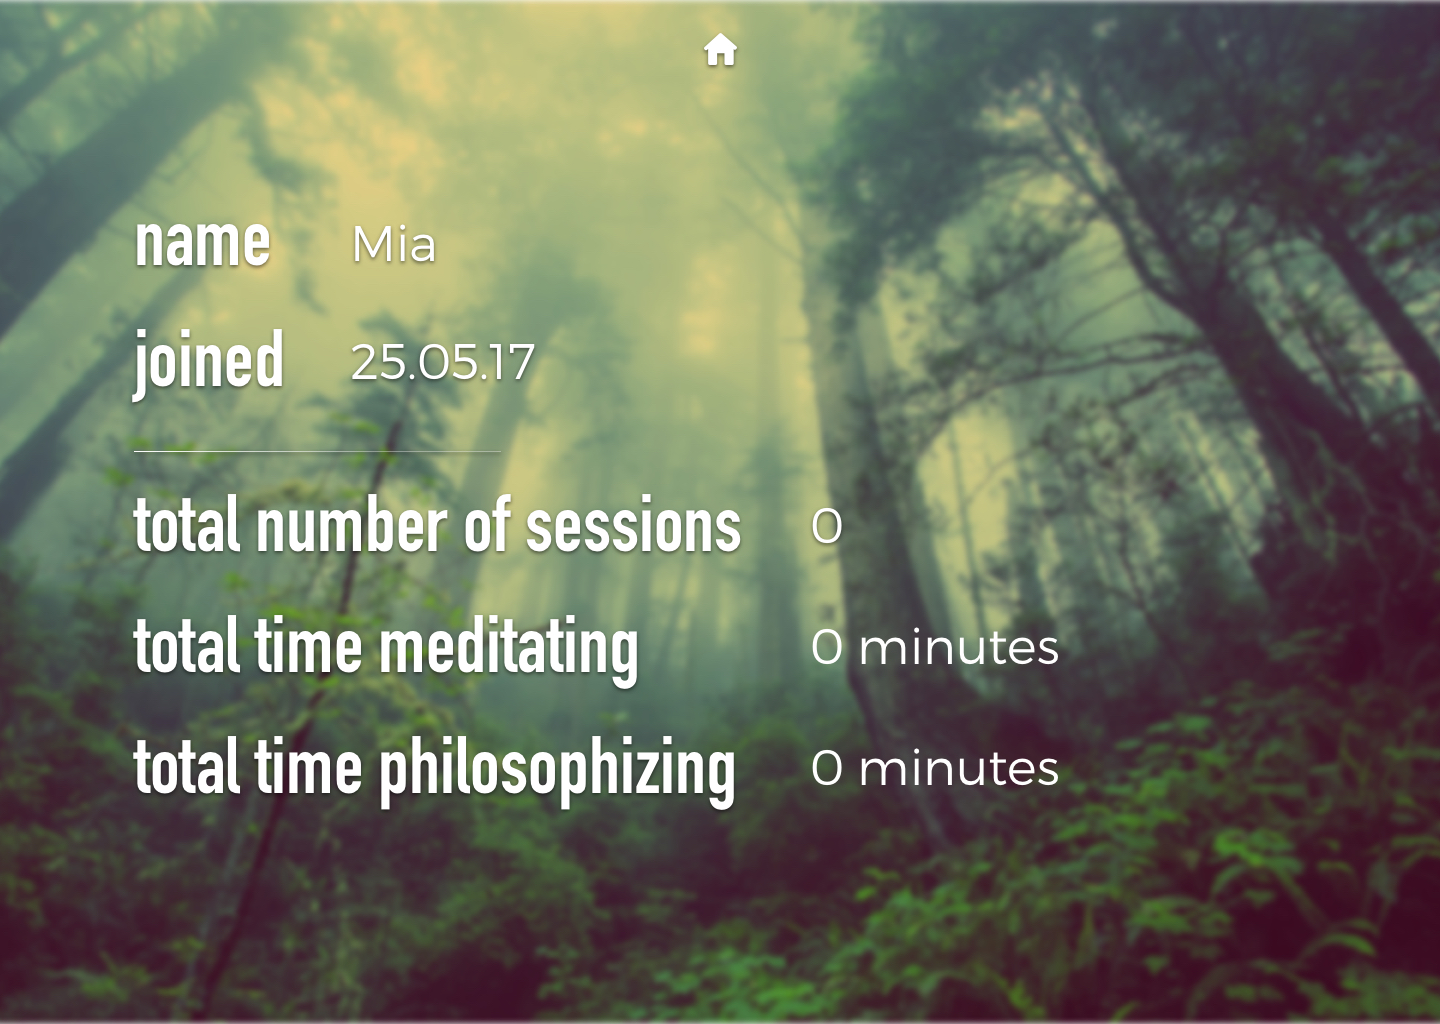 name Mia
joined 25.05.17
total number of sessions 0
total time meditating 0 minutes
total time philosophizing 0 minutes